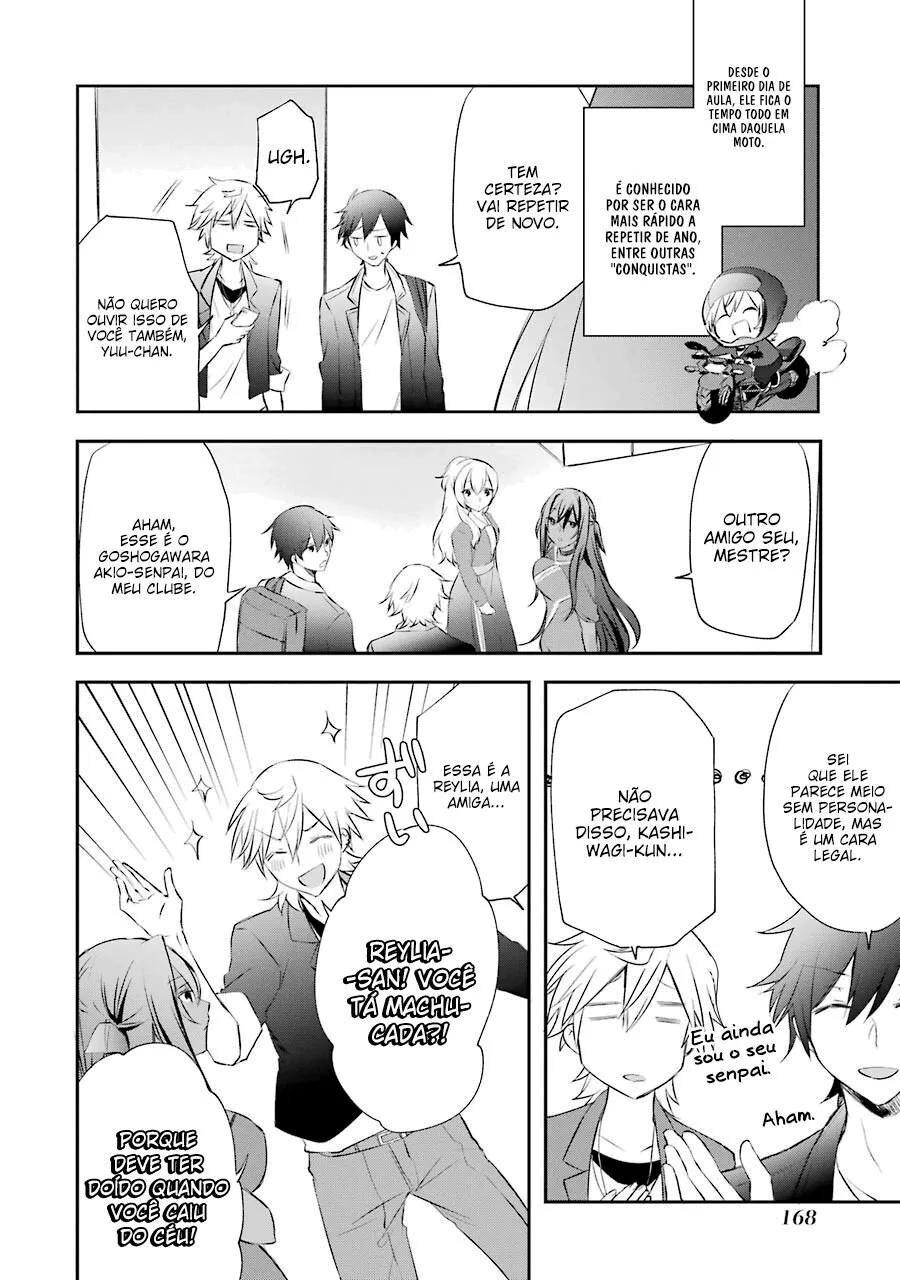 DESDE O
PRIMEIRO DIA DE
AULA, ELE FICA O
TEMPO TODO EM
CIMA DAQUELA
MOTO.
É CONHECIDO
POR SER O CARA
MAIS RÁPIDO A
REPETIR DE ANO,
ENTRE OUTRAS
"CONQUISTAS".
TEM
CERTEZA?
VAI REPETIR
DE NOVO.
UGH.
NÃO QUERO
OUVIR ISSO DE
VOCÊ TAMBÉM,
YUU-CHAN.
OUTRO
AMIGO SEU,
MESTRE?
AHAM,
ESSE É O
GOSHOGAWARA
AKIO-SENPAI, DO
MEU CLUBE.
SEI
QUE ELE
PARECE MEIO
SEM PERSONA-
LIDADE, MAS
É UM CARA
LEGAL.
NÃO
PRECISAVA
DISSO, KASHI-
WAGI-KUN...
Eu ainda
sou o seu
senpai.
Aham.
ESSA É A
REYLIA, UMA
AMIGA...
ずいっ
REYLIA-
-SAN! VOCÊ
TÁ MACHU-
CADA?!
PORQUE
DEVE TER
DOÍDO QUANDO
VOCÊ CAIU
DO CÉU!
168